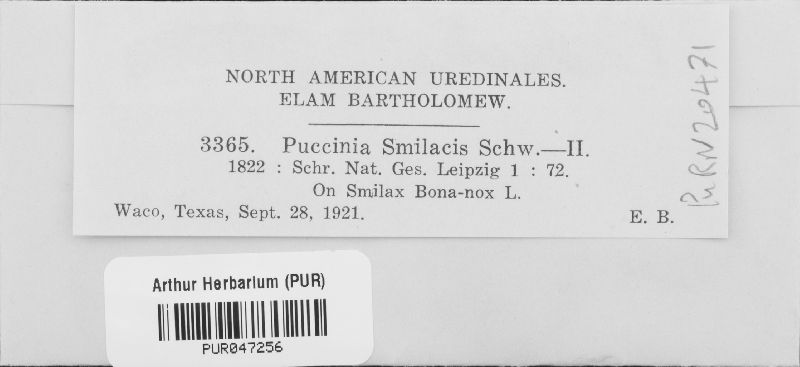 NORTH AMERICAN UREDINALES.
ELAM BARTHOLOMEW.
3365. Puccinia Smilacis Schw.—II.
1822 : Schr. Nat. Ges. Leipzig 1 : 72.
On Smilax Bona-nox L.
Waco, Texas, Sept. 28, 1921. E. B.
PURN20471
Arthur Herbarium (PUR)
PUR047256